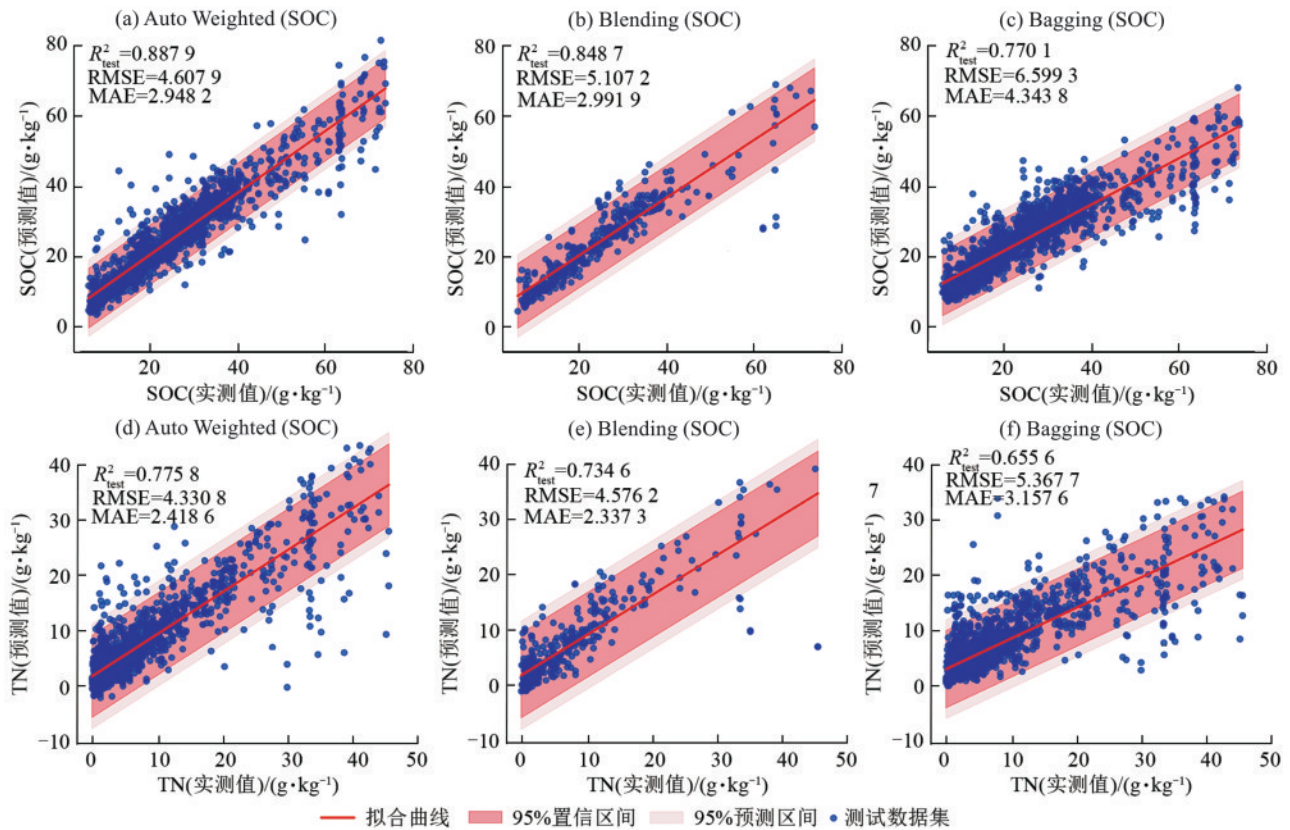 (a) Auto Weighted (SOC)
R²test=0.887 9
RMSE=4.607 9
MAE=2.948 2
80
60
40
20
0
SOC(预测值)/(g·kg⁻¹)
20
40
60
80
SOC(实测值)/(g·kg⁻¹)
(b) Blending (SOC)
R²test=0.848 7
RMSE=5.107 2
MAE=2.991 9
80
60
40
20
0
SOC(预测值)/(g·kg⁻¹)
20
40
60
80
SOC(实测值)/(g·kg⁻¹)
(c) Bagging (SOC)
R²test=0.770 1
RMSE=6.599 3
MAE=4.343 8
80
60
40
20
0
SOC(预测值)/(g·kg⁻¹)
20
40
60
80
SOC(实测值)/(g·kg⁻¹)
(d) Auto Weighted (SOC)
R²test=0.775 8
RMSE=4.330 8
MAE=2.418 6
40
30
20
10
0
−10
TN(预测值)/(g·kg⁻¹)
0
10
20
30
40
50
TN(实测值)/(g·kg⁻¹)
(e) Blending (SOC)
R²test=0.734 6
RMSE=4.576 2
MAE=2.337 3
40
30
20
10
0
−10
TN(预测值)/(g·kg⁻¹)
0
10
20
30
40
50
TN(实测值)/(g·kg⁻¹)
7
(f) Bagging (SOC)
R²test=0.655 6
RMSE=5.367 7
MAE=3.157 6
40
30
20
10
0
−10
TN(预测值)/(g·kg⁻¹)
0
10
20
30
40
50
TN(实测值)/(g·kg⁻¹)
拟合曲线 95%置信区间 95%预测区间 测试数据集